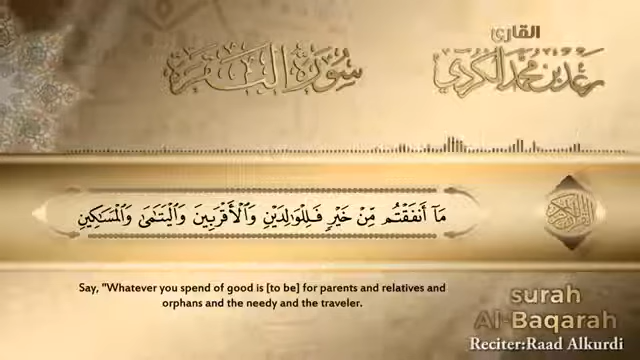 القارئ
سورة البقرة
رعد بن محمد الكردي
مَا أَنفَقْتُم مِّنْ خَيْرٍ فَلِلْوَٰلِدَيْنِ وَٱلْأَقْرَبِينَ وَٱلْيَتَٰمَىٰ وَٱلْمَسَٰكِينِ
القرآن الكريم
Say, "Whatever you spend of good is [to be] for parents and relatives and
orphans and the needy and the traveler.
surah
Al-Baqarah
Reciter:Raad Alkurdi